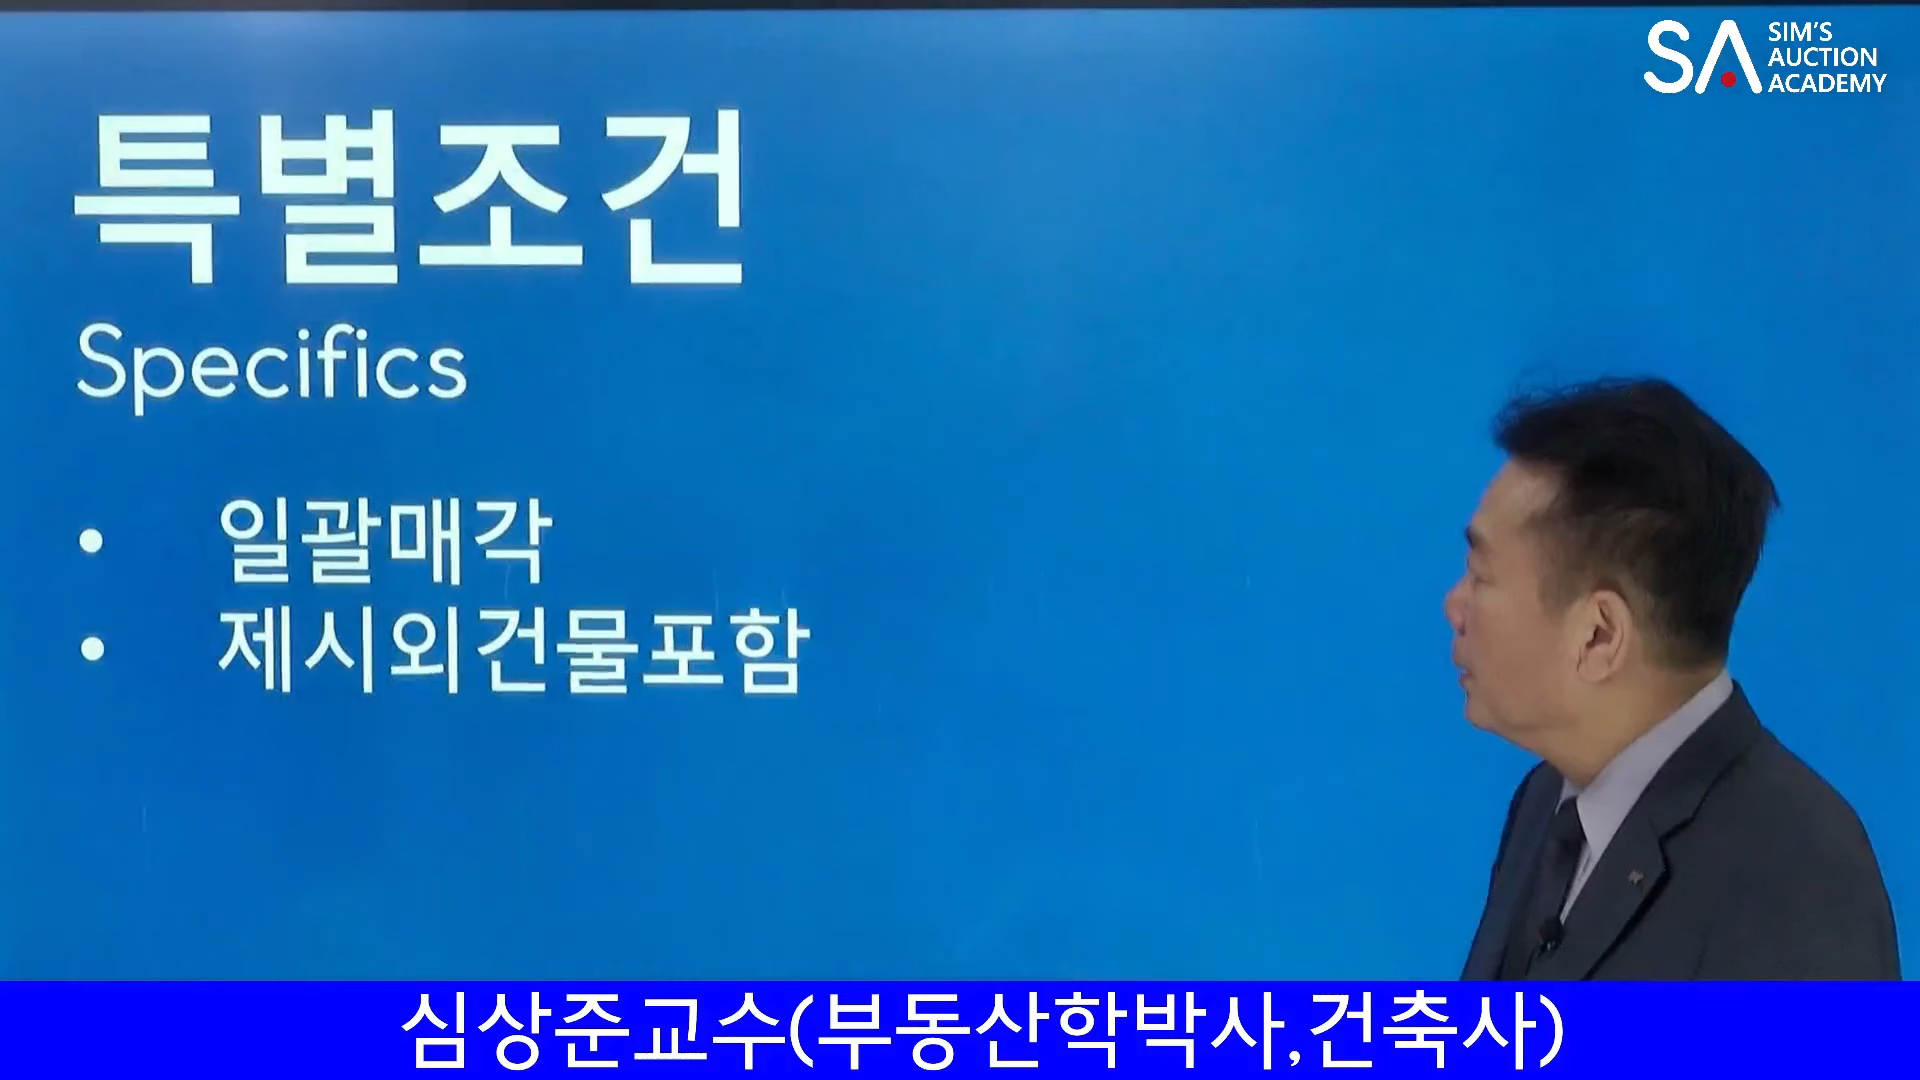 SA SIM'S
AUCTION
ACADEMY
특별조건
Specifics
• 일괄매각
• 제시외건물포함
심상준교수(부동산학박사,건축사)